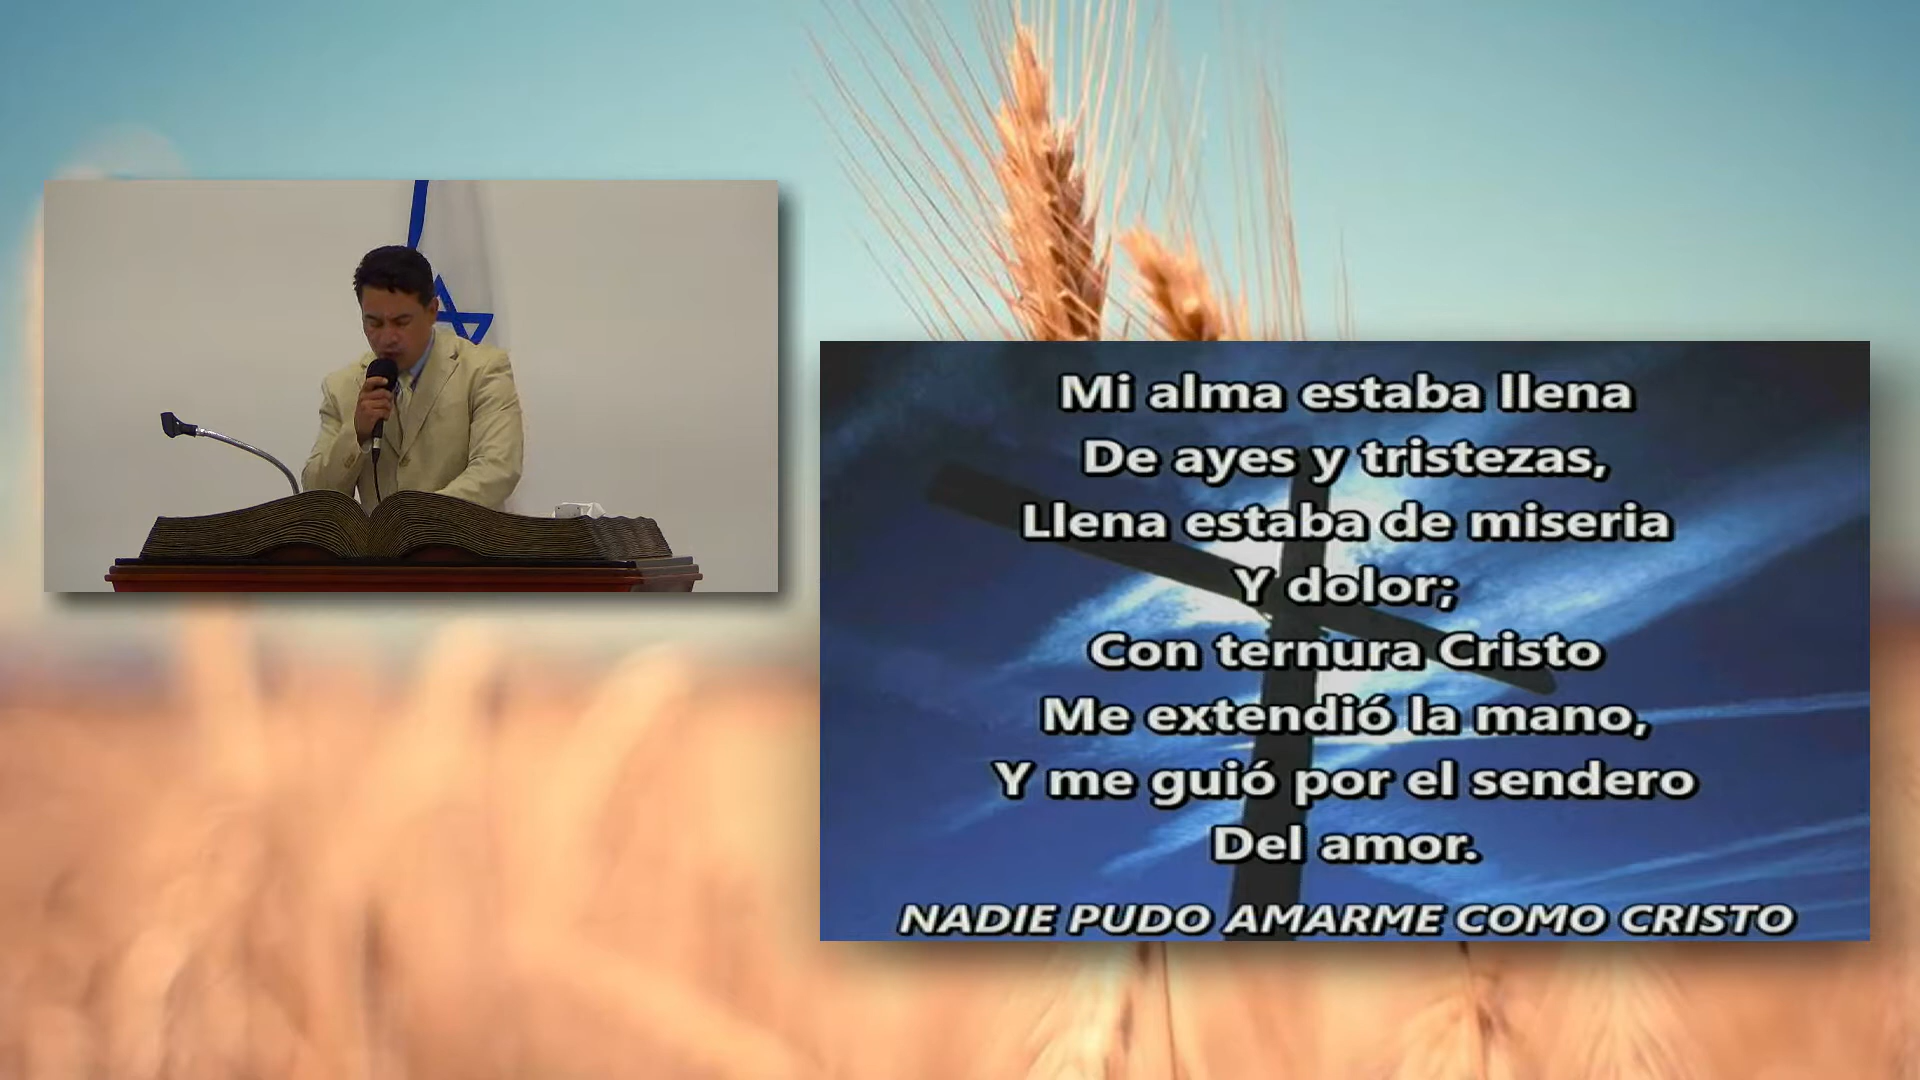 Mi alma estaba llena
De ayes y tristezas,
Llena estaba de miseria
Y dolor;
Con ternura Cristo
Me extendió la mano,
Y me guió por el sendero
Del amor.
NADIE PUDO AMARME COMO CRISTO